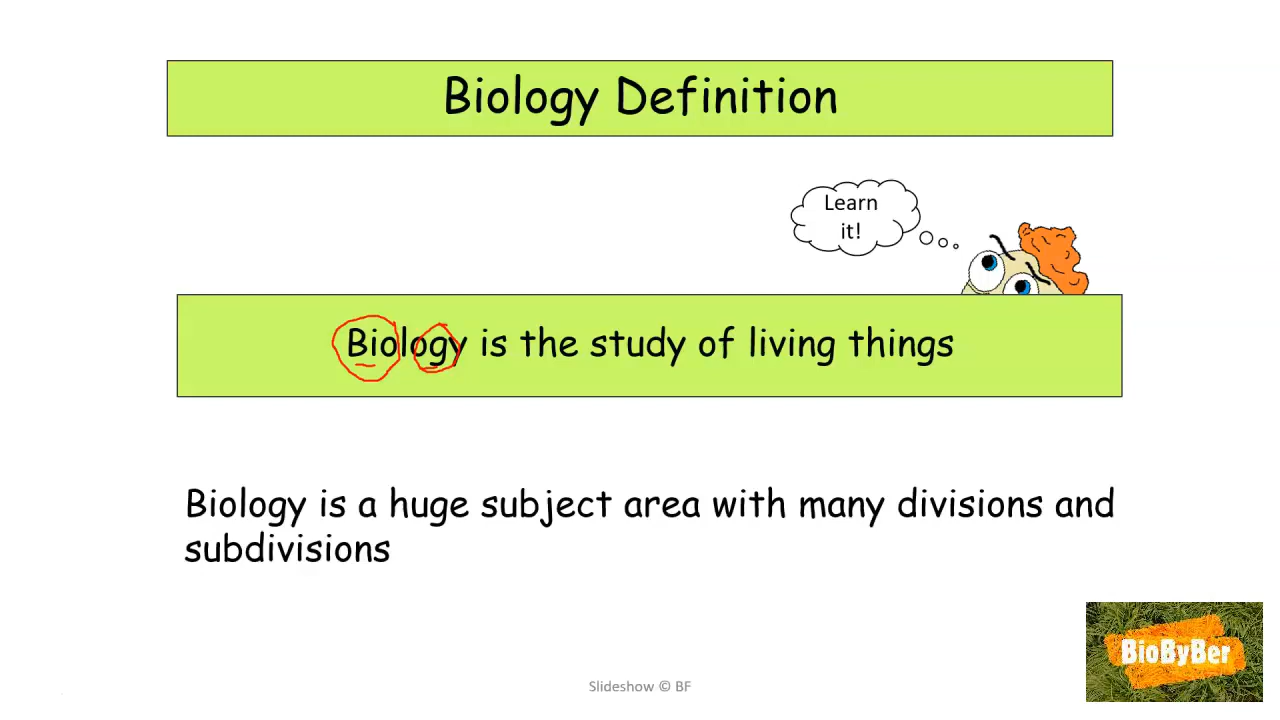 Biology Definition
Learn
it!
Biology is the study of living things
Biology is a huge subject area with many divisions and
subdivisions
BioByBer
Slideshow © BF